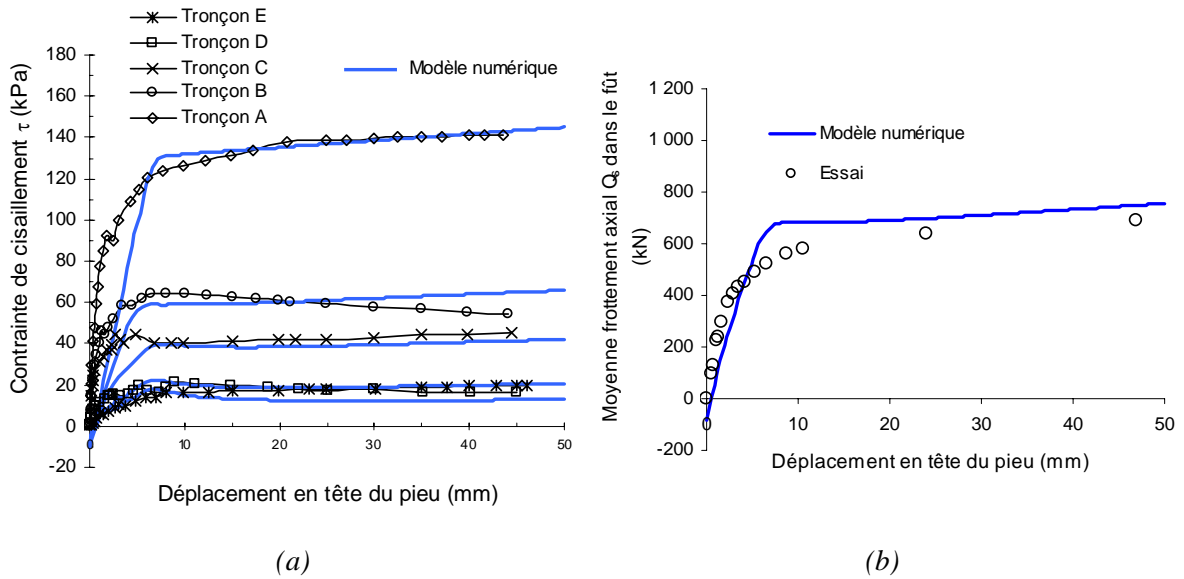 Tronçon E
Tronçon D
Tronçon C
Tronçon B
Tronçon A
Modèle numérique
Contrainte de cisaillement τ (kPa)
180
160
140
120
100
80
60
40
20
0
-20
0 10 20 30 40 50
Déplacement en tête du pieu (mm)
(a)
Moyenne frottement axial Qs dans le fût
(kN)
1 200
1 000
800
600
400
200
0
-200
Modèle numérique
Essai
0 10 20 30 40 50
Déplacement en tête du pieu (mm)
(b)